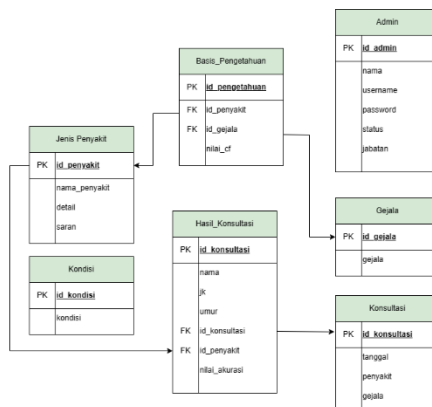 Admin
PK id_admin
nama
username
password
status
jabatan
Basis_Pengetahuan
PK id_pengetahuan
FK id_penyakit
FK id_gejala
nilai_cf
Jenis Penyakit
PK id_penyakit
nama_penyakit
detail
saran
Gejala
PK id_gejala
gejala
Hasil_Konsultasi
PK id_konsultasi
nama
jk
umur
FK id_konsultasi
FK id_penyakit
nilai_akurasi
Kondisi
PK id_kondisi
kondisi
Konsultasi
PK id_konsultasi
tanggal
penyakit
gejala